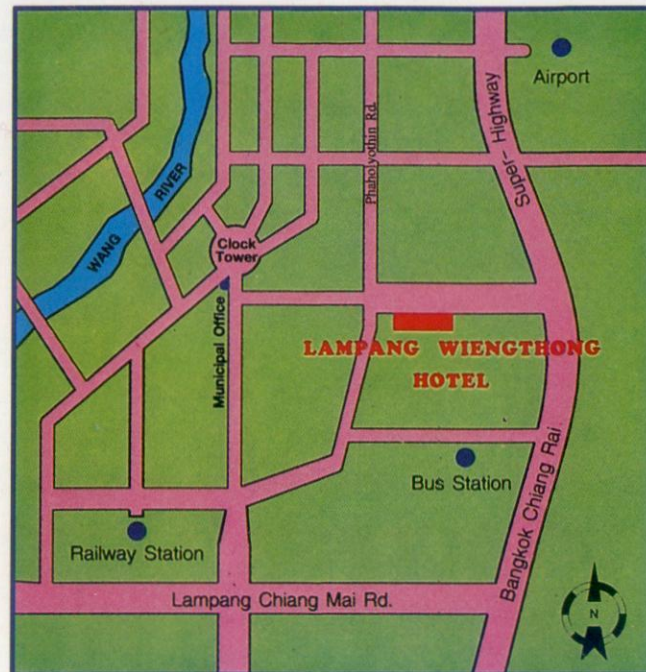 Airport
Super-Highway
Phaholyothin Rd.
WANG RIVER
Clock
Tower
Municipal Office
LAMPANG WIENGTHONG
HOTEL
Bus Station
Bangkok Chiang Rai
Railway Station
Lampang Chiang Mai Rd.
N